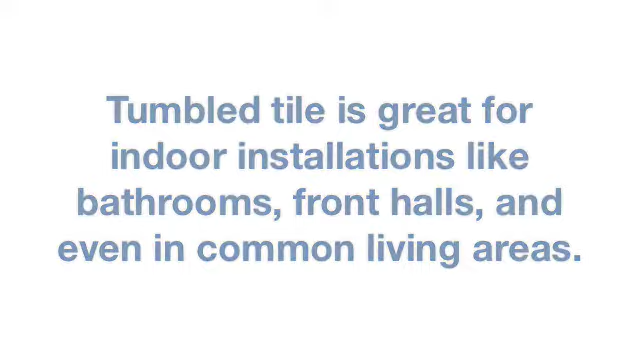 Tumbled tile is great for
indoor installations like
bathrooms, front halls, and
even in common living areas.